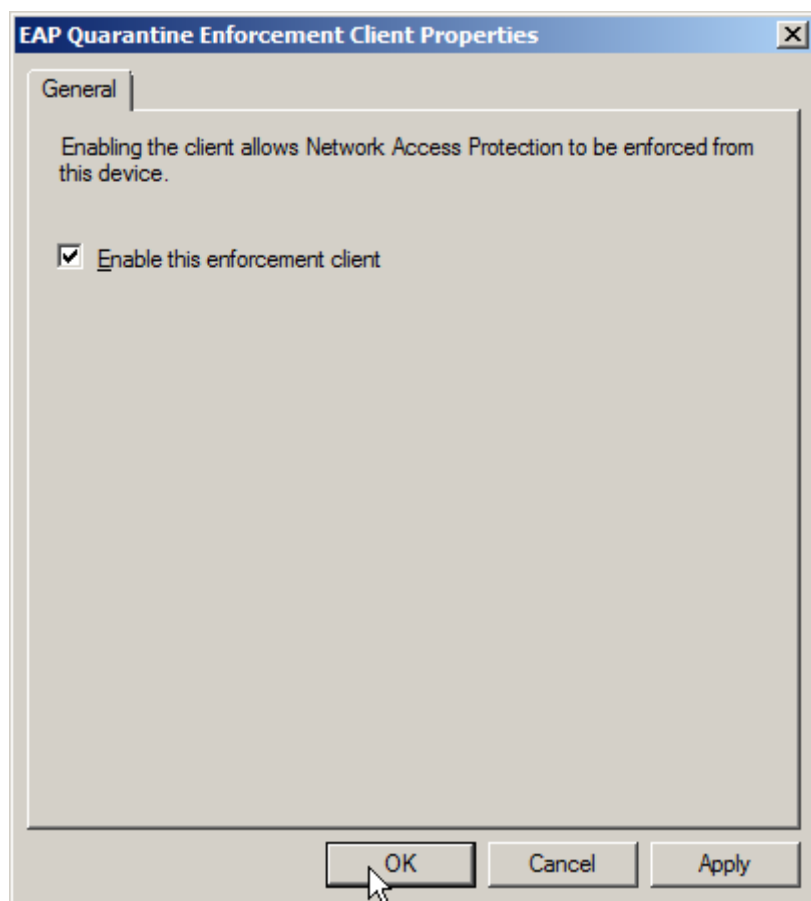 EAP Quarantine Enforcement Client Properties
General
Enabling the client allows Network Access Protection to be enforced from
this device.
Enable this enforcement client
OK Cancel Apply